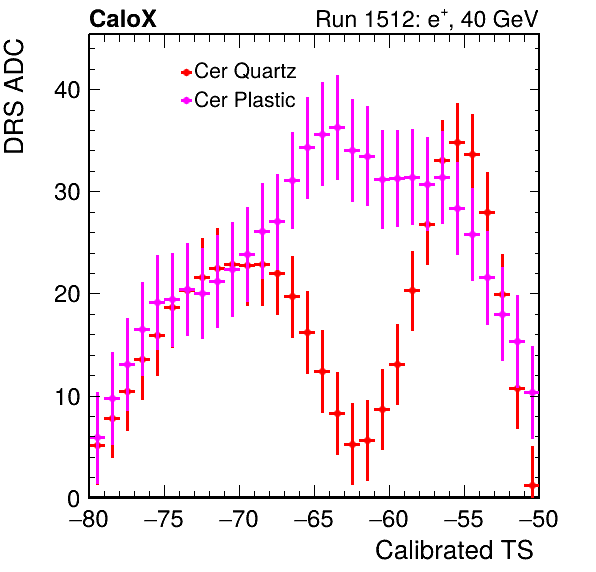 CaloX Run 1512: e⁺, 40 GeV
DRS ADC
Cer Quartz
Cer Plastic
40
30
20
10
0
−80 −75 −70 −65 −60 −55 −50
Calibrated TS